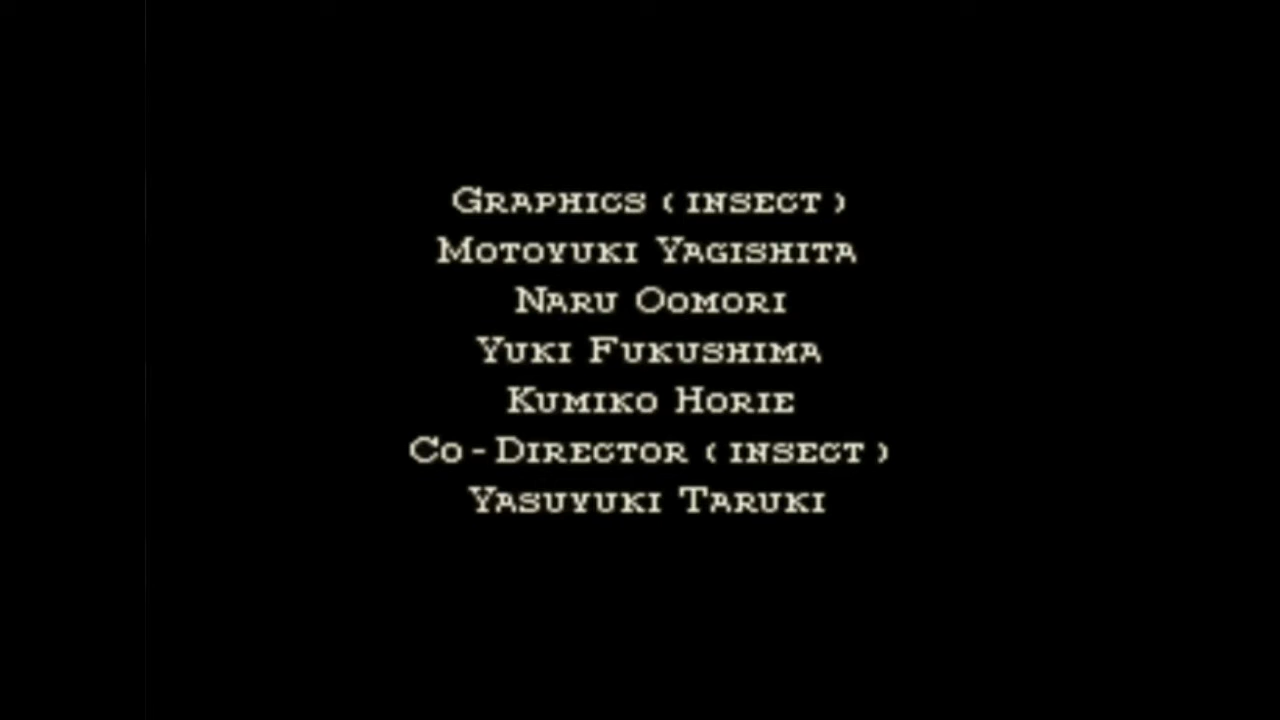 Graphics ( insect )
Motoyuki Yagishita
Naru Oomori
Yuki Fukushima
Kumiko Horie
Co-Director ( insect )
Yasuyuki Taruki